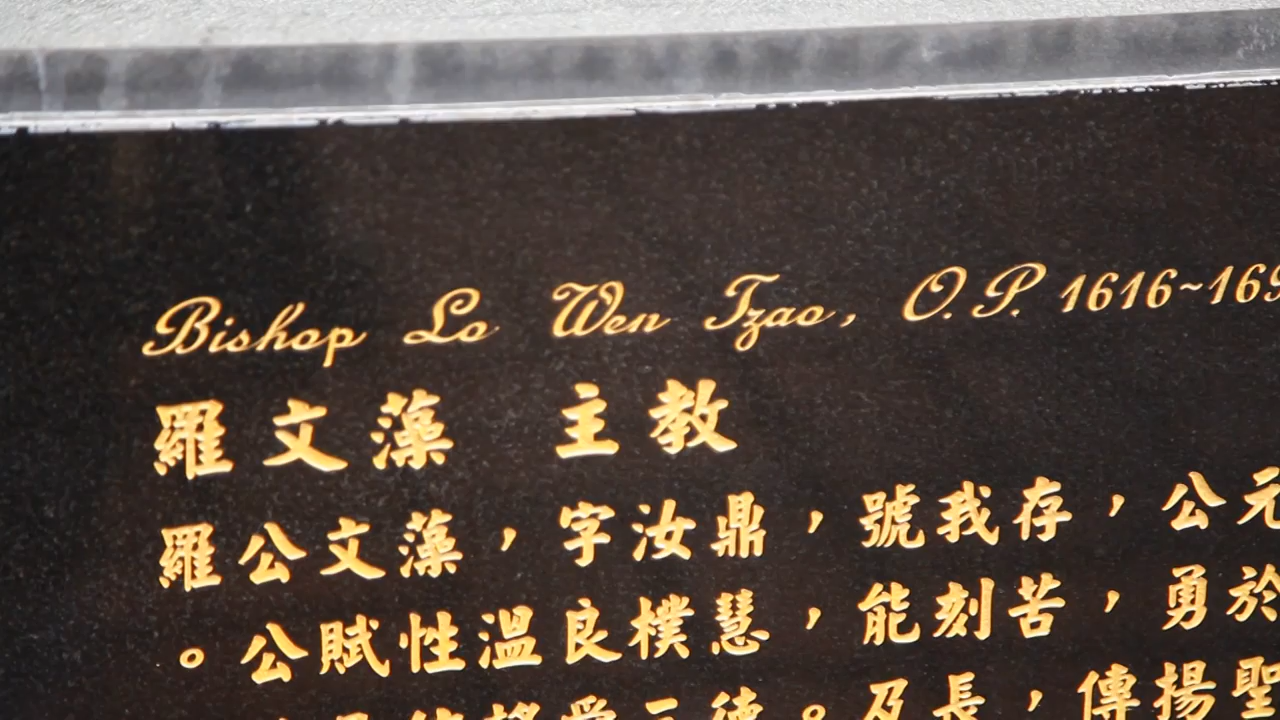 Bishop Lo Wen Tzao, O.P. 1616~169
羅文藻 主教
羅公文藻，字汝鼎，號我存，公元
。公賦性溫良樸慧，能刻苦，勇於
德。及長，傳揚聖